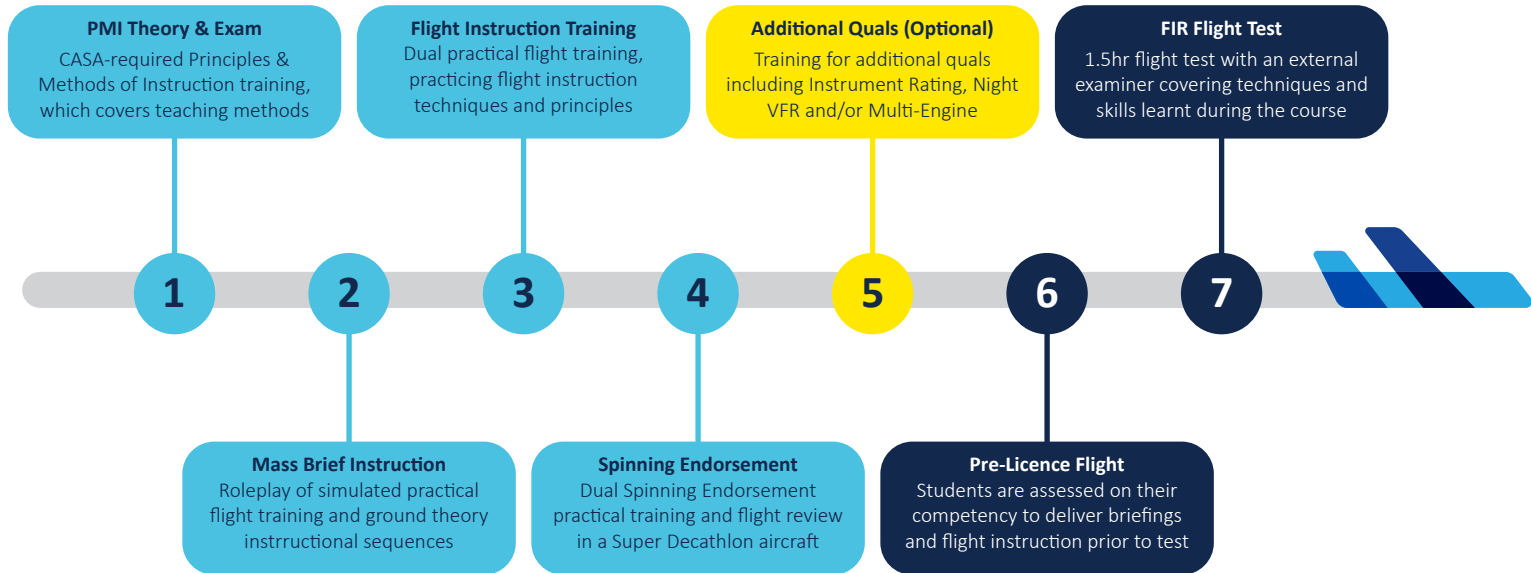 PMI Theory & Exam
CASA-required Principles &
Methods of Instruction training,
which covers teaching methods
Flight Instruction Training
Dual practical flight training,
practicing flight instruction
techniques and principles
Additional Quals (Optional)
Training for additional quals
including Instrument Rating, Night
VFR and/or Multi-Engine
FIR Flight Test
1.5hr flight test with an external
examiner covering techniques and
skills learnt during the course
1
2
3
4
5
6
7
Mass Brief Instruction
Roleplay of simulated practical
flight training and ground theory
instrructional sequences
Spinning Endorsement
Dual Spinning Endorsement
practical training and flight review
in a Super Decathlon aircraft
Pre-Licence Flight
Students are assessed on their
competency to deliver briefings
and flight instruction prior to test